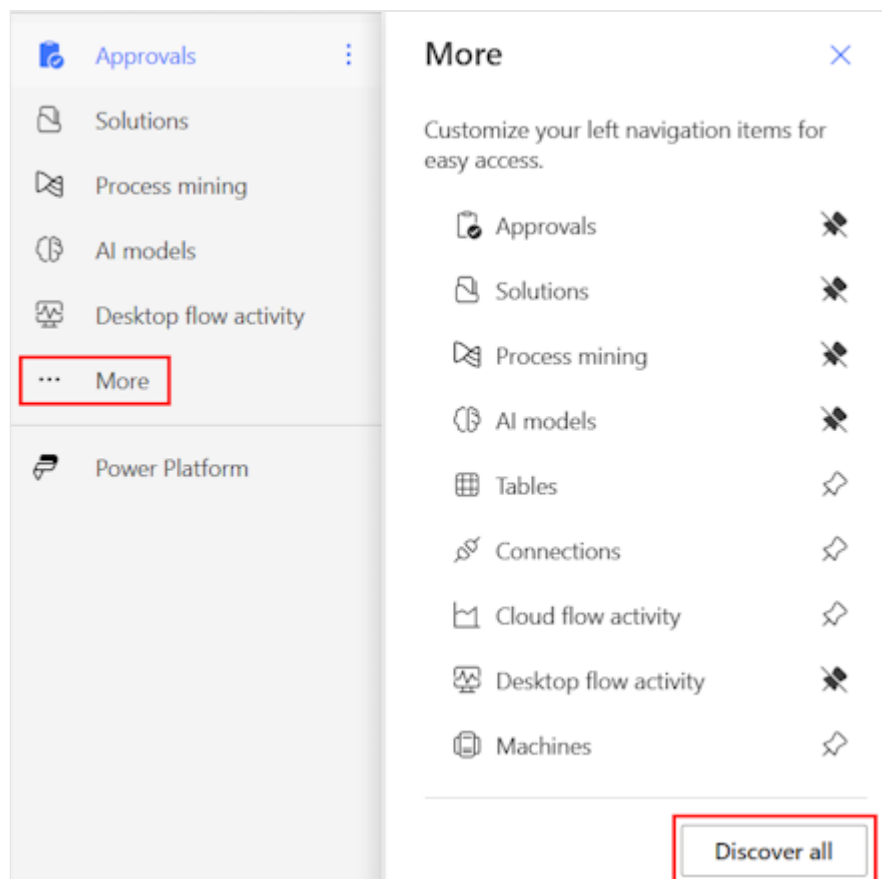 Approvals
Solutions
Process mining
AI models
Desktop flow activity
More
Power Platform
More
Customize your left navigation items for
easy access.
Approvals
Solutions
Process mining
AI models
Tables
Connections
Cloud flow activity
Desktop flow activity
Machines
Discover all